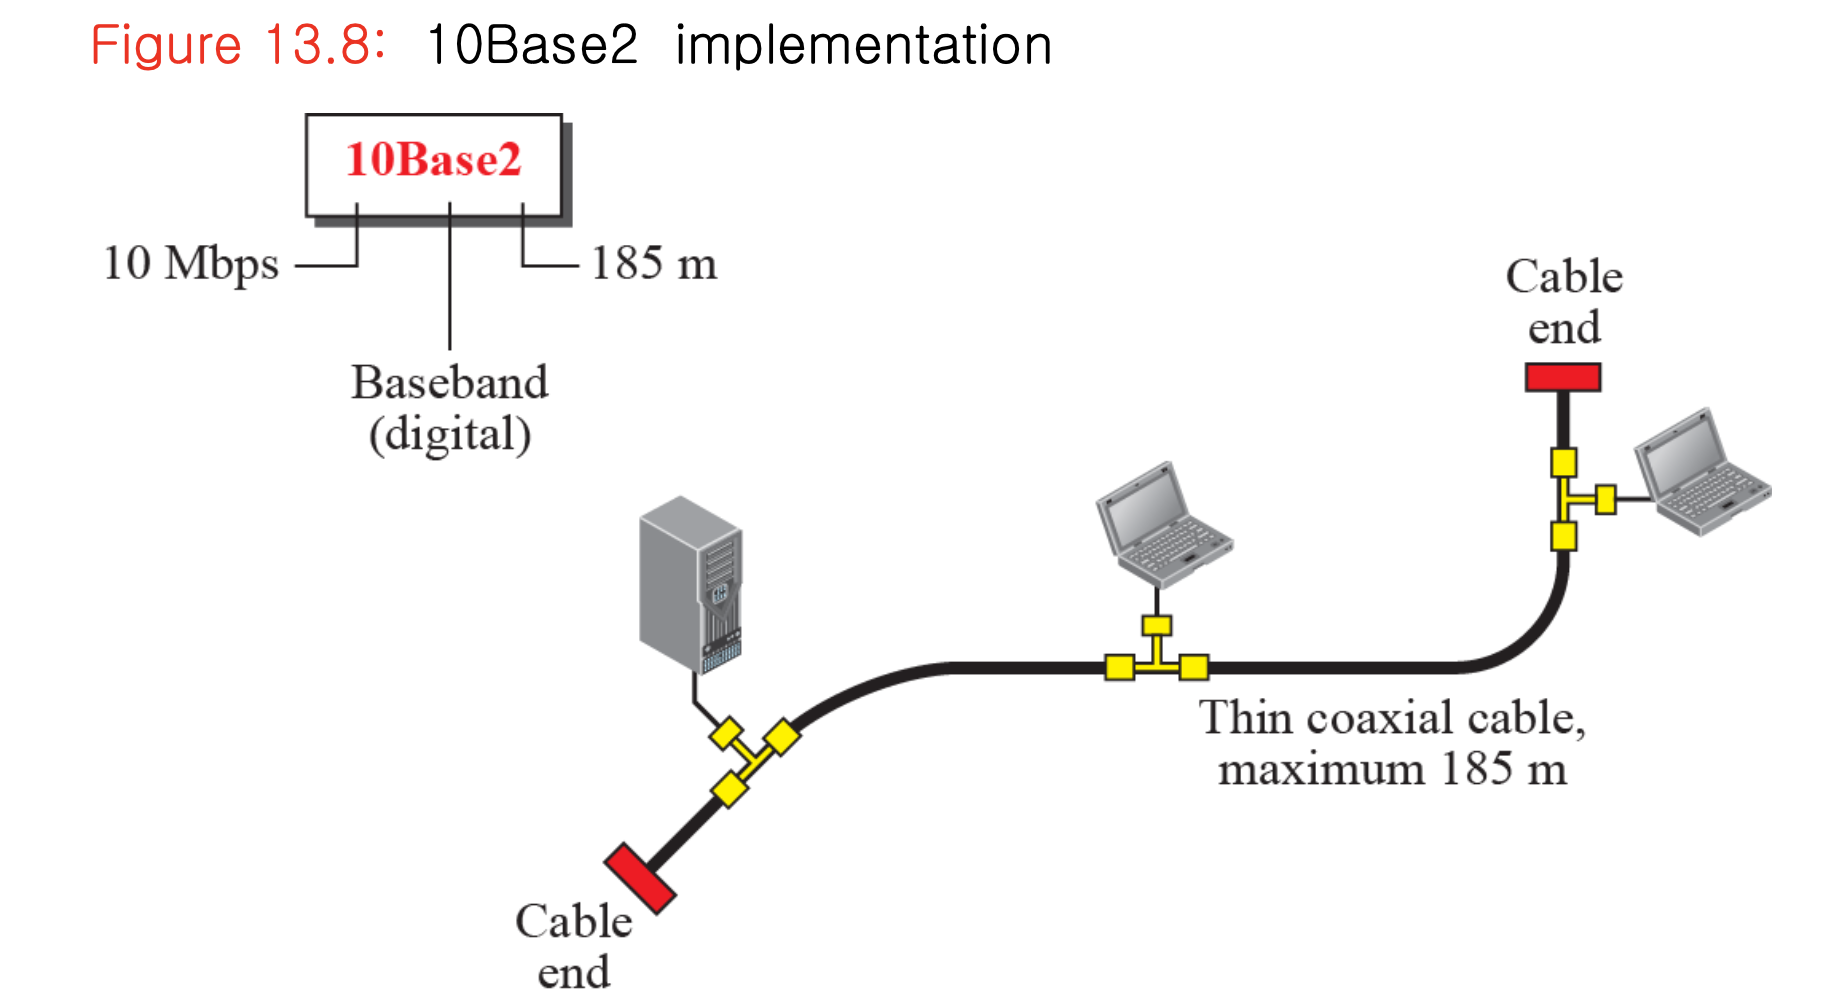 Figure 13.8: 10Base2 implementation
10Base2
10 Mbps
185 m
Baseband
(digital)
Cable
end
Thin coaxial cable,
maximum 185 m
Cable
end